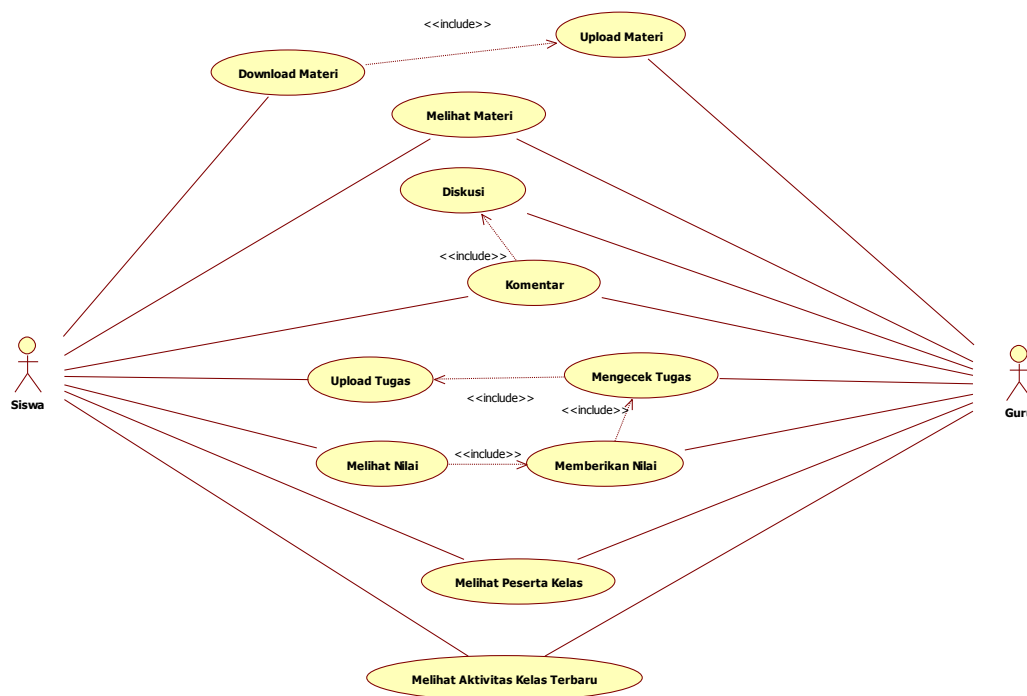 <<include>>
Upload Materi
Download Materi
Melihat Materi
Diskusi
<<include>>
Komentar
Siswa
Guru
Upload Tugas
Mengecek Tugas
<<include>>
<<include>>
Melihat Nilai
<<include>>
Memberikan Nilai
Melihat Peserta Kelas
Melihat Aktivitas Kelas Terbaru